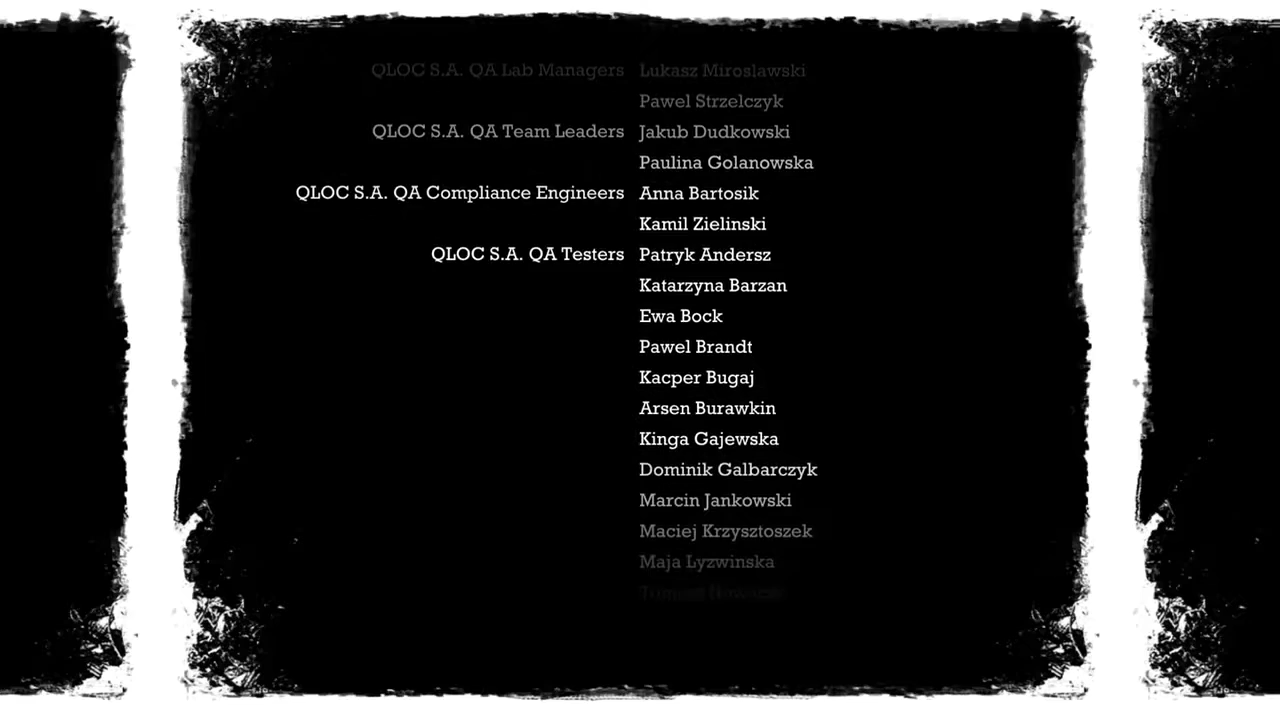 QLOC S.A. QA Lab Managers Lukasz Miroslawski
Pawel Strzelczyk
QLOC S.A. QA Team Leaders Jakub Dudkowski
Paulina Golanowska
QLOC S.A. QA Compliance Engineers Anna Bartosik
Kamil Zielinski
QLOC S.A. QA Testers Patryk Andersz
Katarzyna Barzan
Ewa Bock
Pawel Brandt
Kacper Bugaj
Arsen Burawkin
Kinga Gajewska
Dominik Galbarczyk
Marcin Jankowski
Maciej Krzysztoszek
Maja Lyzwinska